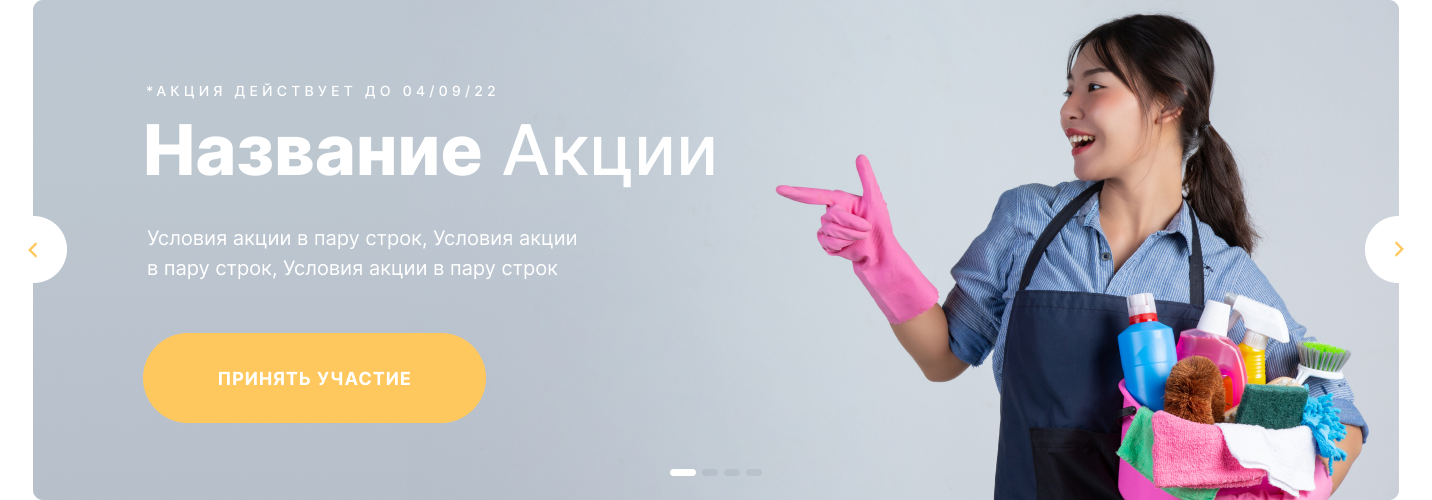 *АКЦИЯ ДЕЙСТВУЕТ ДО 04/09/22
Название Акции
Условия акции в пару строк, Условия акции
в пару строк, Условия акции в пару строк
ПРИНЯТЬ УЧАСТИЕ